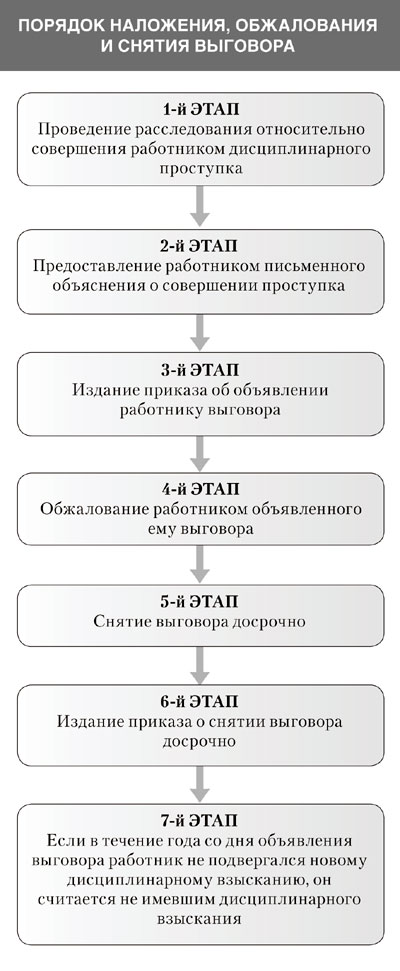 ПОРЯДОК НАЛОЖЕНИЯ, ОБЖАЛОВАНИЯ
И СНЯТИЯ ВЫГОВОРА
1-й ЭТАП
Проведение расследования относительно
совершения работником дисциплинарного
проступка
2-й ЭТАП
Предоставление работником письменного
объяснения о совершении проступка
3-й ЭТАП
Издание приказа об объявлении
работнику выговора
4-й ЭТАП
Обжалование работником объявленного
ему выговора
5-й ЭТАП
Снятие выговора досрочно
6-й ЭТАП
Издание приказа о снятии выговора
досрочно
7-й ЭТАП
Если в течение года со дня объявления
выговора работник не подвергался новому
дисциплинарному взысканию, он
считается не имевшим дисциплинарного
взыскания